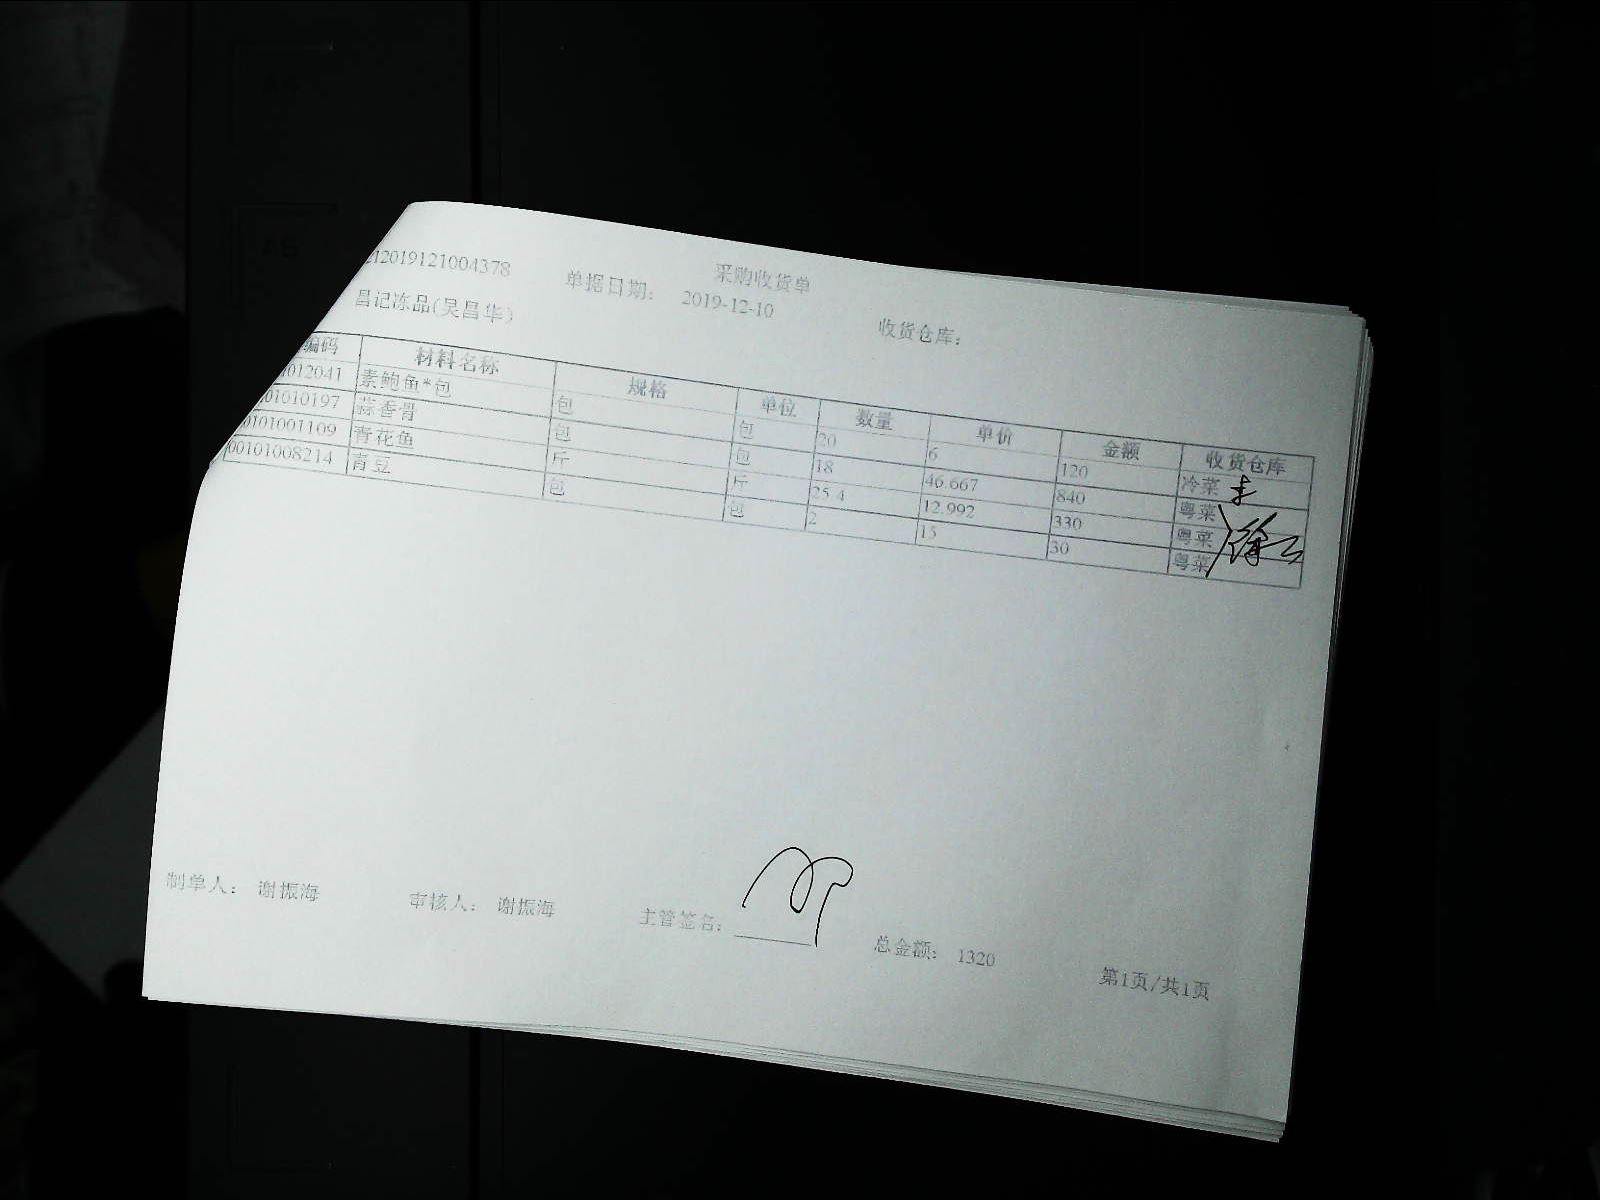 采购收货单
2019121004378 单据日期： 2019-12-10 收货仓库：
昌记冻品(吴昌华)
编码 材料名称 规格 单位 数量 单价 金额 收货仓库
012041 素鲍鱼*包 包 包 20 6 120 冷菜
01010197 蒜香骨 包 包 18 46.667 840 粤菜
0101001109 青花鱼 斤 斤 25.4 12.992 330 粤菜
00101008214 青豆 包 包 2 15 30 粤菜
制单人： 谢振海 审核人： 谢振海 主管签名： 总金额： 1320 第1页/共1页